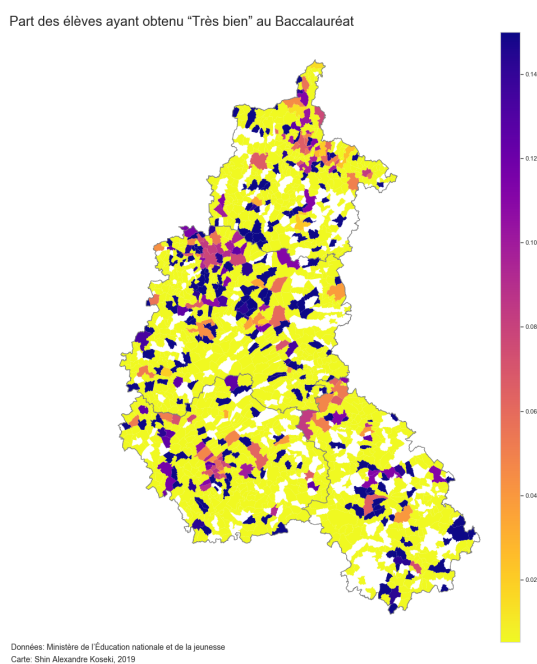 Part des élèves ayant obtenu “Très bien” au Baccalauréat
0.14
0.12
0.10
0.08
0.06
0.04
0.02
Données: Ministère de l’Éducation nationale et de la jeunesse
Carte: Shin Alexandre Koseki, 2019